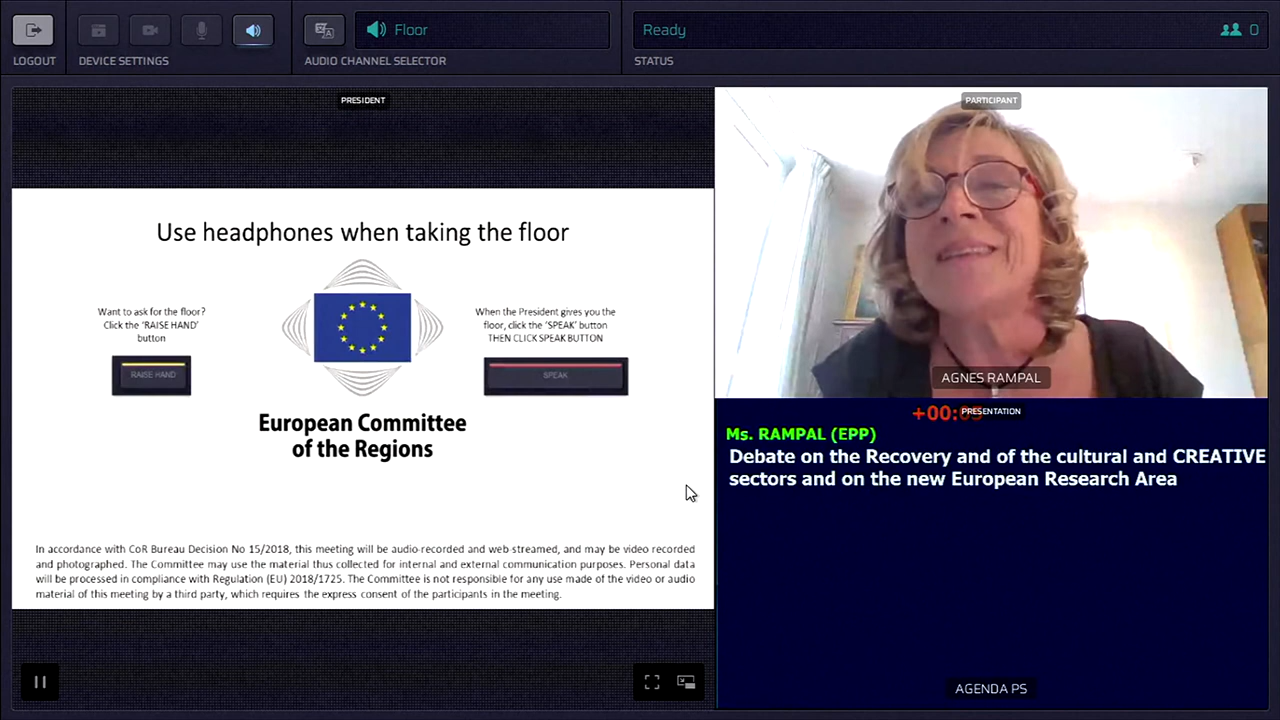 LOGOUT
DEVICE SETTINGS
Floor
AUDIO CHANNEL SELECTOR
Ready
0
STATUS
PRESIDENT
Use headphones when taking the floor
Want to ask for the floor?
Click the ‘RAISE HAND’
button
RAISE HAND
When the President gives you the
floor, click the ‘SPEAK’ button
THEN CLICK SPEAK BUTTON
SPEAK
European Committee
of the Regions
In accordance with CoR Bureau Decision No 15/2018, this meeting will be audio-recorded and web-streamed, and may be video recorded
and photographed. The Committee may use the material thus collected for internal and external communication purposes. Personal data
will be processed in compliance with Regulation (EU) 2018/1725. The Committee is not responsible for any use made of the video or audio
material of this meeting by a third party, which requires the express consent of the participants in the meeting.
PARTICIPANT
AGNES RAMPAL
PRESENTATION
Ms. RAMPAL (EPP)
Debate on the Recovery and of the cultural and CREATIVE
sectors and on the new European Research Area
AGENDA PS